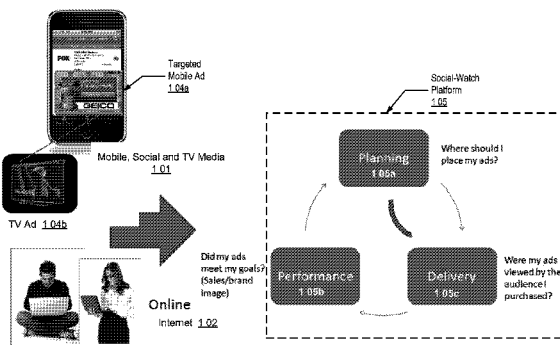 FOX
GEICO
Targeted
Mobile Ad
1 04a
Mobile, Social and TV Media
1 01
TV Ad 1 04b
Online
Internet 1 02
Did my ads
meet my goals?
(Sales/brand
image)
Social-Watch
Platform
1 05
Planning
1 05a
Where should I
place my ads?
Performance
1 05b
Delivery
1 05c
Were my ads
viewed by the
audience I
purchased?